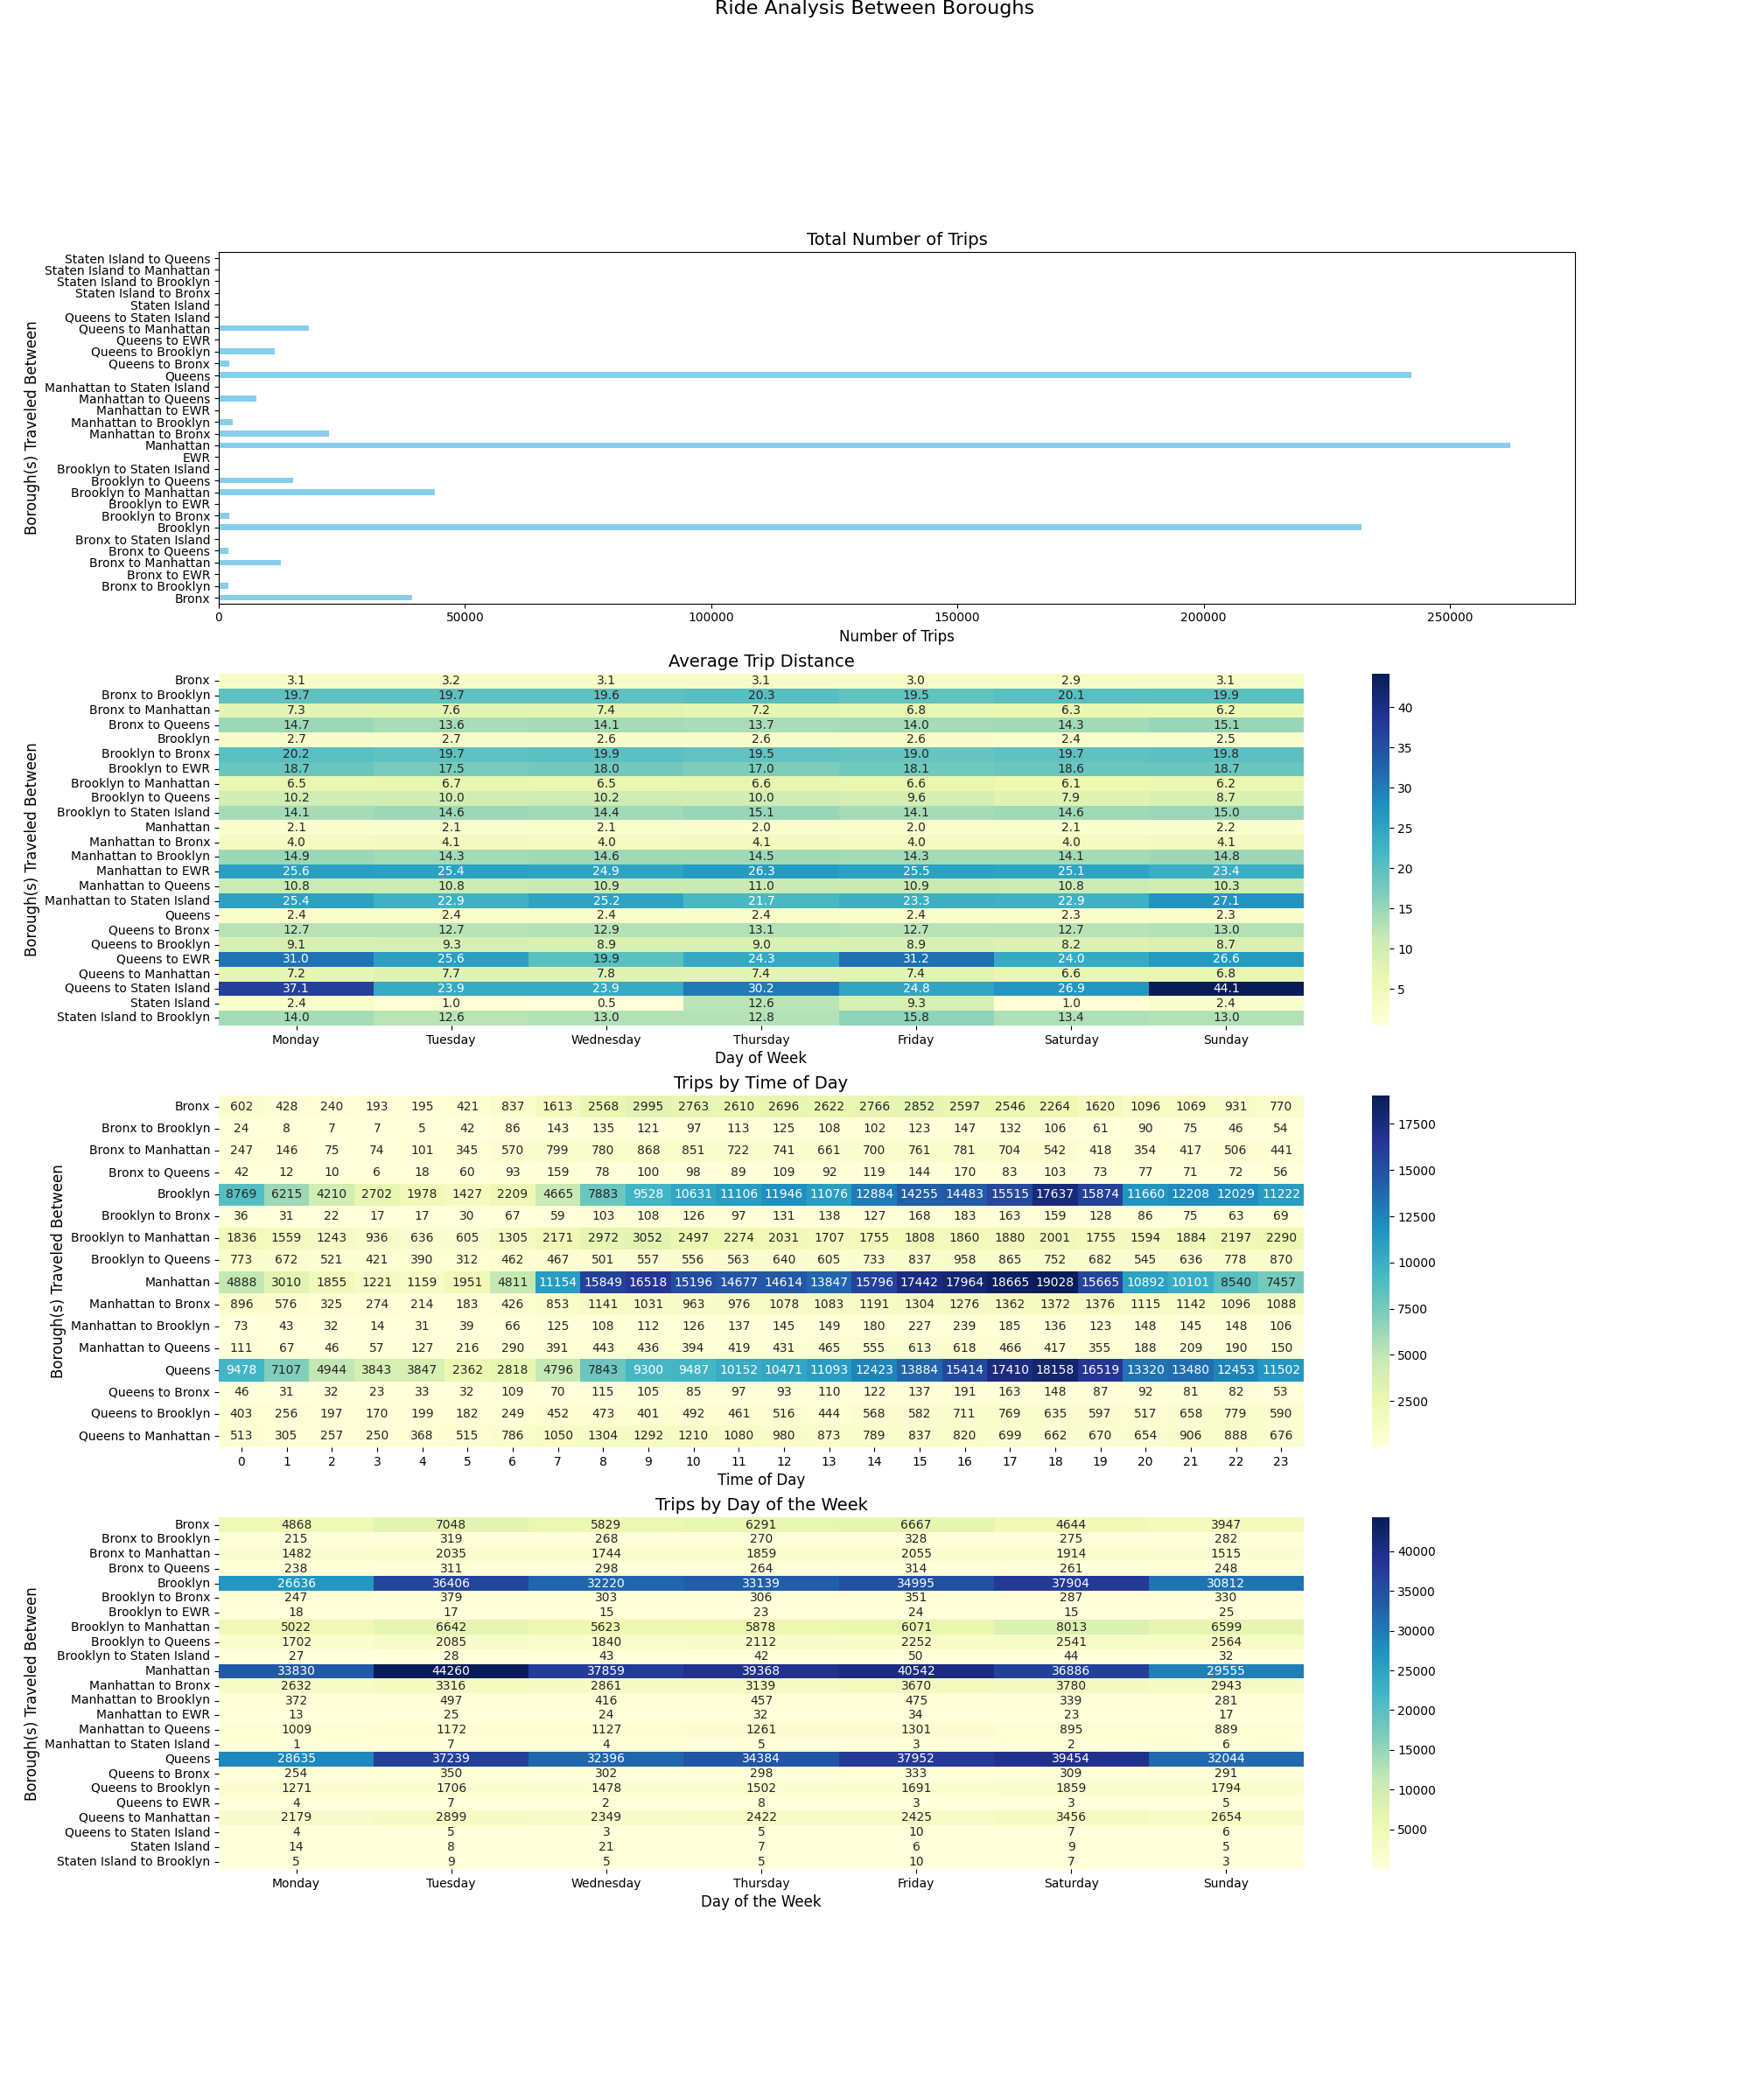 Ride Analysis Between Boroughs
Total Number of Trips
Borough(s) Traveled Between
Staten Island to Queens
Staten Island to Manhattan
Staten Island to Brooklyn
Staten Island to Bronx
Staten Island
Queens to Staten Island
Queens to Manhattan
Queens to EWR
Queens to Brooklyn
Queens to Bronx
Queens
Manhattan to Staten Island
Manhattan to Queens
Manhattan to EWR
Manhattan to Brooklyn
Manhattan to Bronx
Manhattan
EWR
Brooklyn to Staten Island
Brooklyn to Queens
Brooklyn to Manhattan
Brooklyn to EWR
Brooklyn to Bronx
Brooklyn
Bronx to Staten Island
Bronx to Queens
Bronx to Manhattan
Bronx to EWR
Bronx to Brooklyn
Bronx
0 50000 100000 150000 200000 250000
Number of Trips
Average Trip Distance
Borough(s) Traveled Between
Bronx 3.1 3.2 3.1 3.1 3.0 2.9 3.1
Bronx to Brooklyn 19.7 19.7 19.6 20.3 19.5 20.1 19.9
Bronx to Manhattan 7.3 7.6 7.4 7.2 6.8 6.3 6.2
Bronx to Queens 14.7 13.6 14.1 13.7 14.0 14.3 15.1
Brooklyn 2.7 2.7 2.6 2.6 2.6 2.4 2.5
Brooklyn to Bronx 20.2 19.7 19.9 19.5 19.0 19.7 19.8
Brooklyn to EWR 18.7 17.5 18.0 17.0 18.1 18.6 18.7
Brooklyn to Manhattan 6.5 6.7 6.5 6.6 6.6 6.1 6.2
Brooklyn to Queens 10.2 10.0 10.2 10.0 9.6 7.9 8.7
Brooklyn to Staten Island 14.1 14.6 14.4 15.1 14.1 14.6 15.0
Manhattan 2.1 2.1 2.1 2.0 2.0 2.1 2.2
Manhattan to Bronx 4.0 4.1 4.0 4.1 4.0 4.0 4.1
Manhattan to Brooklyn 14.9 14.3 14.6 14.5 14.3 14.1 14.8
Manhattan to EWR 25.6 25.4 24.9 26.3 25.5 25.1 23.4
Manhattan to Queens 10.8 10.8 10.9 11.0 10.9 10.8 10.3
Manhattan to Staten Island 25.4 22.9 25.2 21.7 23.3 22.9 27.1
Queens 2.4 2.4 2.4 2.4 2.4 2.3 2.3
Queens to Bronx 12.7 12.7 12.9 13.1 12.7 12.7 13.0
Queens to Brooklyn 9.1 9.3 8.9 9.0 8.9 8.2 8.7
Queens to EWR 31.0 25.6 19.9 24.3 31.2 24.0 26.6
Queens to Manhattan 7.2 7.7 7.8 7.4 7.4 6.6 6.8
Queens to Staten Island 37.1 23.9 23.9 30.2 24.8 26.9 44.1
Staten Island 2.4 1.0 0.5 12.6 9.3 1.0 2.4
Staten Island to Brooklyn 14.0 12.6 13.0 12.8 15.8 13.4 13.0
Monday Tuesday Wednesday Thursday Friday Saturday Sunday
Day of Week
40
35
30
25
20
15
10
5
Trips by Time of Day
Borough(s) Traveled Between
Bronx 602 428 240 193 195 421 837 1613 2568 2995 2763 2610 2696 2622 2766 2852 2597 2546 2264 1620 1096 1069 931 770
Bronx to Brooklyn 24 8 7 7 5 42 86 143 135 121 97 113 125 108 102 123 147 132 106 61 90 75 46 54
Bronx to Manhattan 247 146 75 74 101 345 570 799 780 868 851 722 741 661 700 761 781 704 542 418 354 417 506 441
Bronx to Queens 42 12 10 6 18 60 93 159 78 100 98 89 109 92 119 144 170 83 103 73 77 71 72 56
Brooklyn 8769 6215 4210 2702 1978 1427 2209 4665 7883 9528 10631 11106 11946 11076 12884 14255 14483 15515 17637 15874 11660 12208 12029 11222
Brooklyn to Bronx 36 31 22 17 17 30 67 59 103 108 126 97 131 138 127 168 183 163 159 128 86 75 63 69
Brooklyn to Manhattan 1836 1559 1243 936 636 605 1305 2171 2972 3052 2497 2274 2031 1707 1755 1808 1860 1880 2001 1755 1594 1884 2197 2290
Brooklyn to Queens 773 672 521 421 390 312 462 467 501 557 556 563 640 605 733 837 958 865 752 682 545 636 778 870
Manhattan 4888 3010 1855 1221 1159 1951 4811 11154 15849 16518 15196 14677 14614 13847 15796 17442 17964 18665 19028 15665 10892 10101 8540 7457
Manhattan to Bronx 896 576 325 274 214 183 426 853 1141 1031 963 976 1078 1083 1191 1304 1276 1362 1372 1376 1115 1142 1096 1088
Manhattan to Brooklyn 73 43 32 14 31 39 66 125 108 112 126 137 145 149 180 227 239 185 136 123 148 145 148 106
Manhattan to Queens 111 67 46 57 127 216 290 391 443 436 394 419 431 465 555 613 618 466 417 355 188 209 190 150
Queens 9478 7107 4944 3843 3847 2362 2818 4796 7843 9300 9487 10152 10471 11093 12423 13884 15414 17410 18158 16519 13320 13480 12453 11502
Queens to Bronx 46 31 32 23 33 32 109 70 115 105 85 97 93 110 122 137 191 163 148 87 92 81 82 53
Queens to Brooklyn 403 256 197 170 199 182 249 452 473 401 492 461 516 444 568 582 711 769 635 597 517 658 779 590
Queens to Manhattan 513 305 257 250 368 515 786 1050 1304 1292 1210 1080 980 873 789 837 820 699 662 670 654 906 888 676
0 1 2 3 4 5 6 7 8 9 10 11 12 13 14 15 16 17 18 19 20 21 22 23
Time of Day
17500
15000
12500
10000
7500
5000
2500
Trips by Day of the Week
Borough(s) Traveled Between
Bronx 4868 7048 5829 6291 6667 4644 3947
Bronx to Brooklyn 215 319 268 270 328 275 282
Bronx to Manhattan 1482 2035 1744 1859 2055 1914 1515
Bronx to Queens 238 311 298 264 314 261 248
Brooklyn 26636 36406 32220 33139 34995 37904 30812
Brooklyn to Bronx 247 379 303 306 351 287 330
Brooklyn to EWR 18 17 15 23 24 15 25
Brooklyn to Manhattan 5022 6642 5623 5878 6071 8013 6599
Brooklyn to Queens 1702 2085 1840 2112 2252 2541 2564
Brooklyn to Staten Island 27 28 43 42 50 44 32
Manhattan 33830 44260 37859 39368 40542 36886 29555
Manhattan to Bronx 2632 3316 2861 3139 3670 3780 2943
Manhattan to Brooklyn 372 497 416 457 475 339 281
Manhattan to EWR 13 25 24 32 34 23 17
Manhattan to Queens 1009 1172 1127 1261 1301 895 889
Manhattan to Staten Island 1 7 4 5 3 2 6
Queens 28635 37239 32396 34384 37952 39454 32044
Queens to Bronx 254 350 302 298 333 309 291
Queens to Brooklyn 1271 1706 1478 1502 1691 1859 1794
Queens to EWR 4 7 2 8 3 3 5
Queens to Manhattan 2179 2899 2349 2422 2425 3456 2654
Queens to Staten Island 4 5 3 5 10 7 6
Staten Island 14 8 21 7 6 9 5
Staten Island to Brooklyn 5 9 5 5 10 7 3
Monday Tuesday Wednesday Thursday Friday Saturday Sunday
Day of the Week
40000
35000
30000
25000
20000
15000
10000
5000